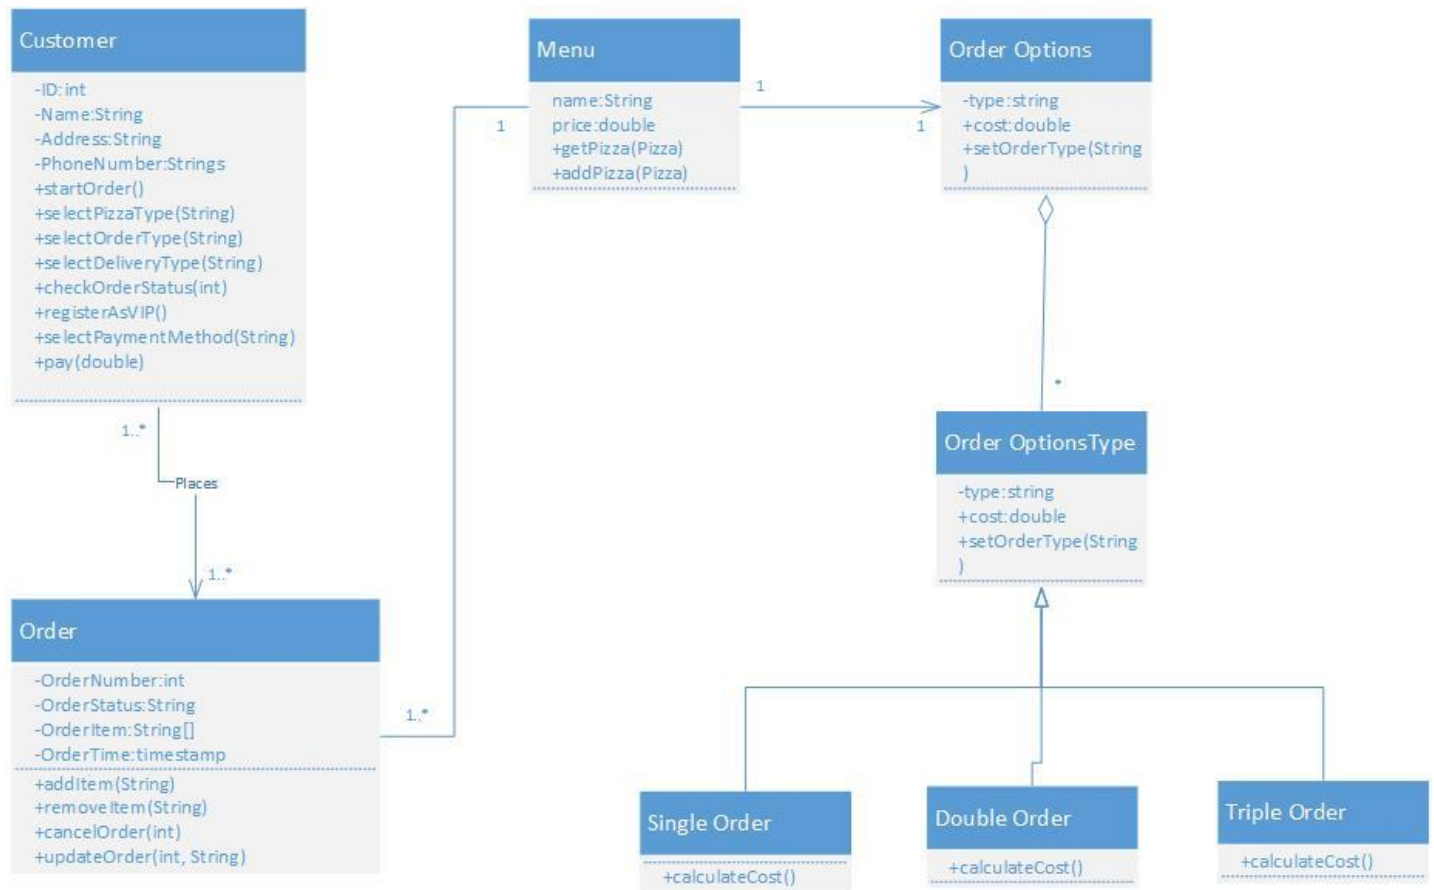 Customer
-ID:int
-Name:String
-Address:String
-PhoneNumber:Strings
+startOrder()
+selectPizzaType(String)
+selectOrderType(String)
+selectDeliveryType(String)
+checkOrderStatus(int)
+registerAsVIP()
+selectPaymentMethod(String)
+pay(double)
1..*
Places
1..*
Order
-OrderNumber:int
-OrderStatus:String
-OrderItem:String[]
-OrderTime:timestamp
+addItem(String)
+removeItem(String)
+cancelOrder(int)
+updateOrder(int, String)
1..*
1
Menu
name:String
price:double
+getPizza(Pizza)
+addPizza(Pizza)
1
1
Order Options
-type:string
+cost:double
+setOrderType(String
)
*
Order OptionsType
-type:string
+cost:double
+setOrderType(String
)
Single Order
+calculateCost()
Double Order
+calculateCost()
Triple Order
+calculateCost()